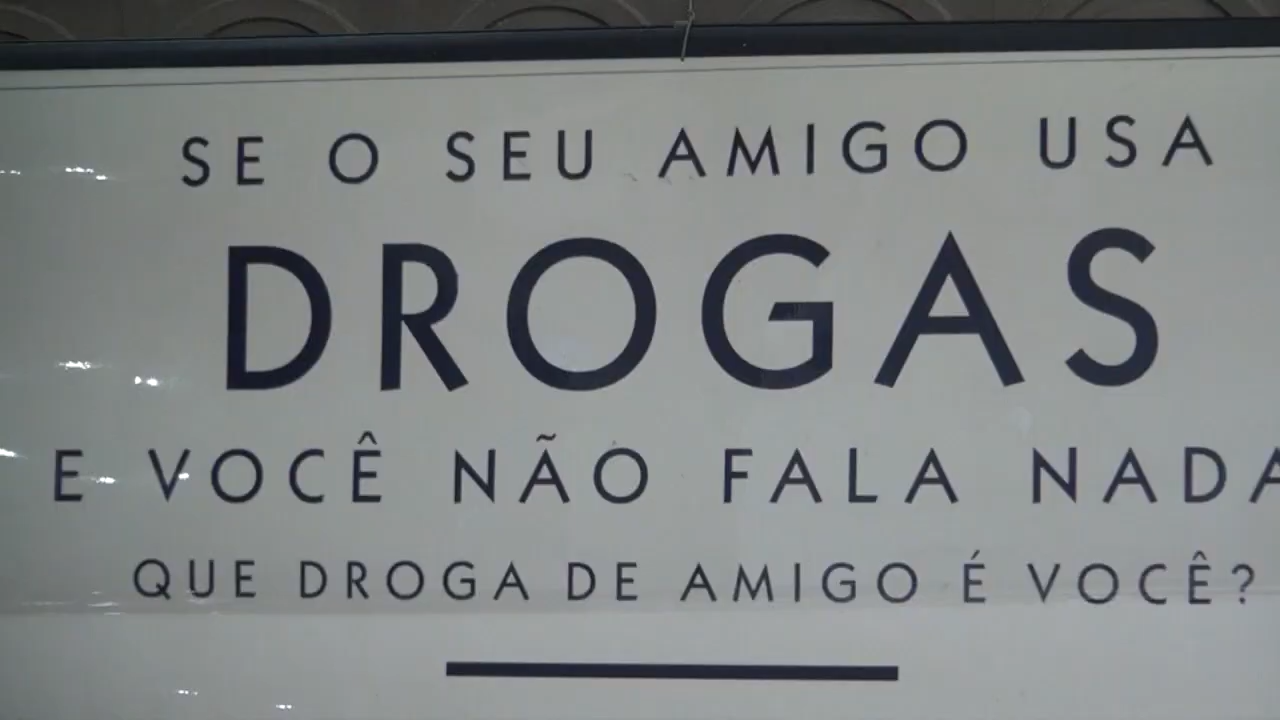 SE O SEU AMIGO USA
DROGAS
E VOCÊ NÃO FALA NADA
QUE DROGA DE AMIGO É VOCÊ?